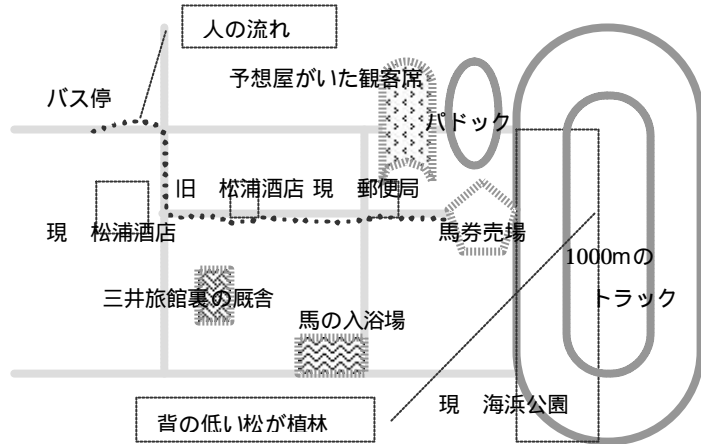 人の流れ
予想屋がいた観客席
バス停
パドック
旧　松浦酒店
現　郵便局
現　松浦酒店
馬券売場
1000mの
トラック
三井旅館裏の厩舎
馬の入浴場
現　海浜公園
背の低い松が植林